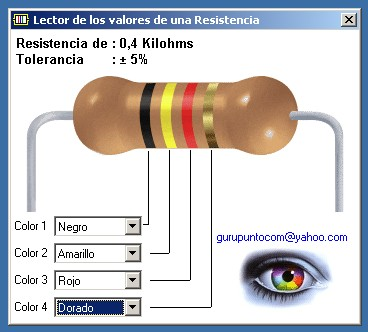 Lector de los valores de una Resistencia
Resistencia de : 0,4 Kilohms
Tolerancia : ± 5%
Color 1 Negro
Color 2 Amarillo
Color 3 Rojo
Color 4 Dorado
gurupuntocom@yahoo.com